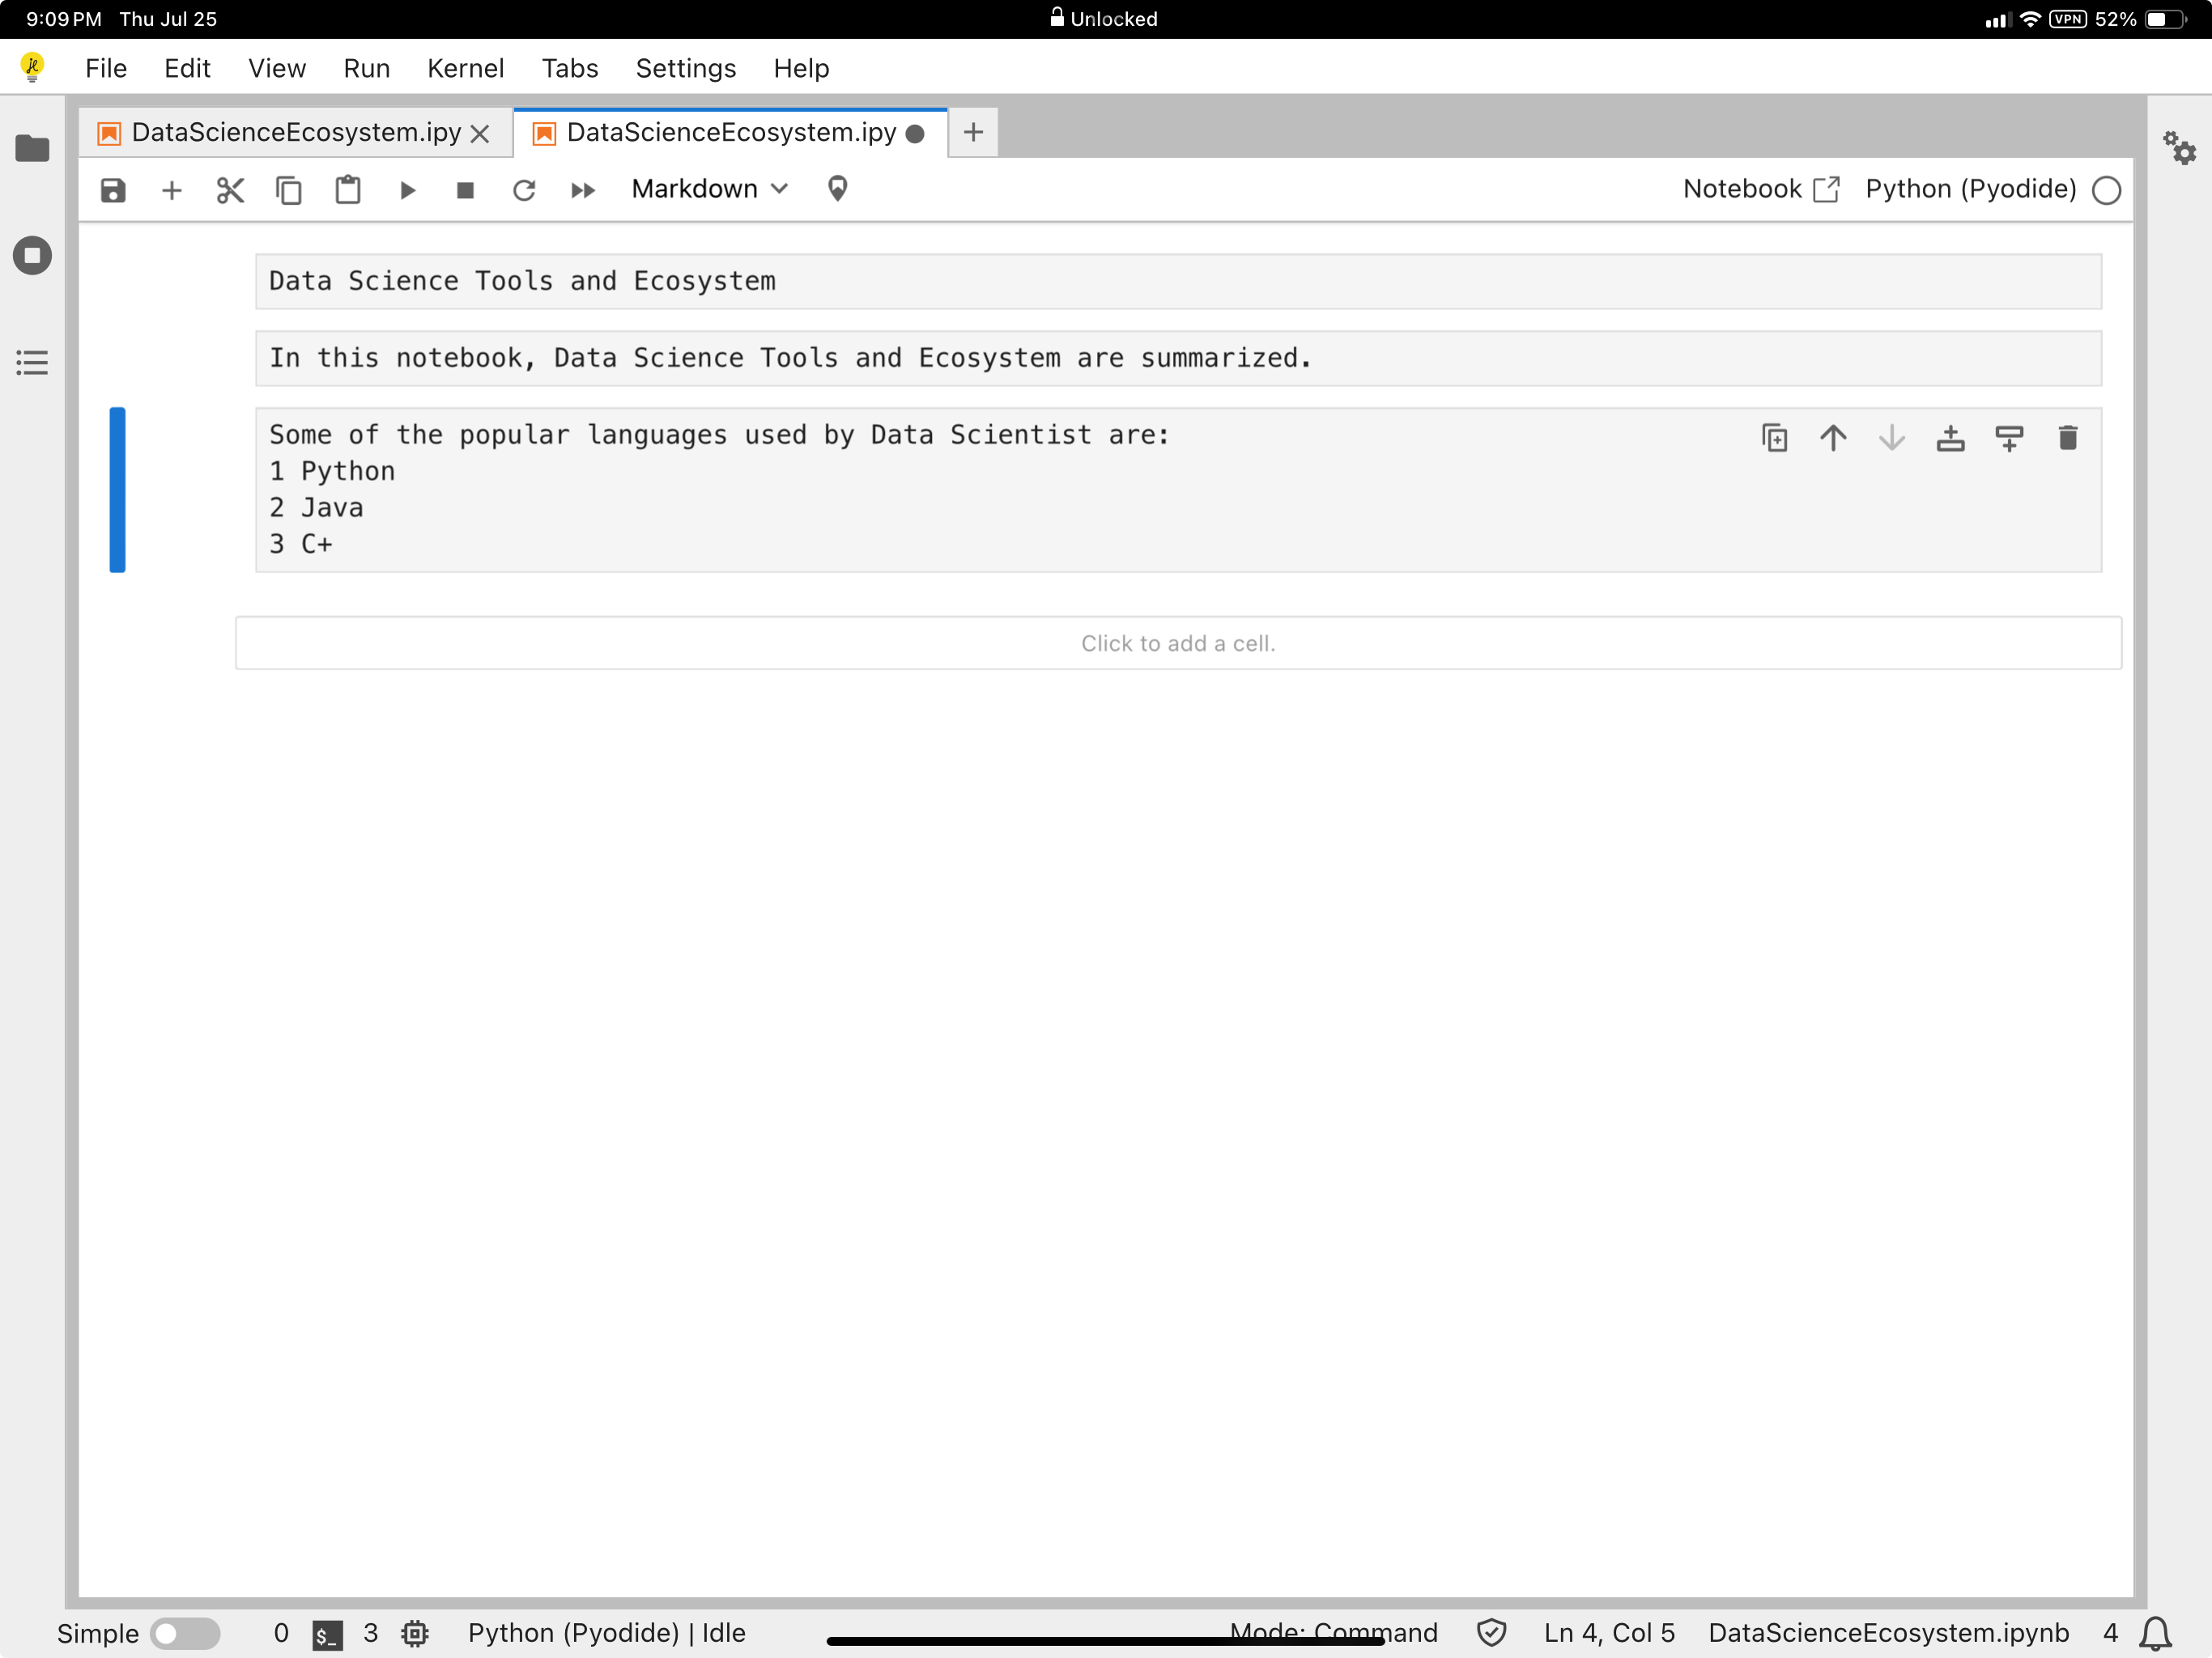 9:09 PM Thu Jul 25
Unlocked
VPN 52%
File Edit View Run Kernel Tabs Settings Help
DataScienceEcosystem.ipy
DataScienceEcosystem.ipy
Markdown
Notebook
Python (Pyodide)
Data Science Tools and Ecosystem
In this notebook, Data Science Tools and Ecosystem are summarized.
Some of the popular languages used by Data Scientist are:
1 Python
2 Java
3 C+
Click to add a cell.
Simple 0 $_ 3 Python (Pyodide) | Idle Mode: Command Ln 4, Col 5 DataScienceEcosystem.ipynb 4